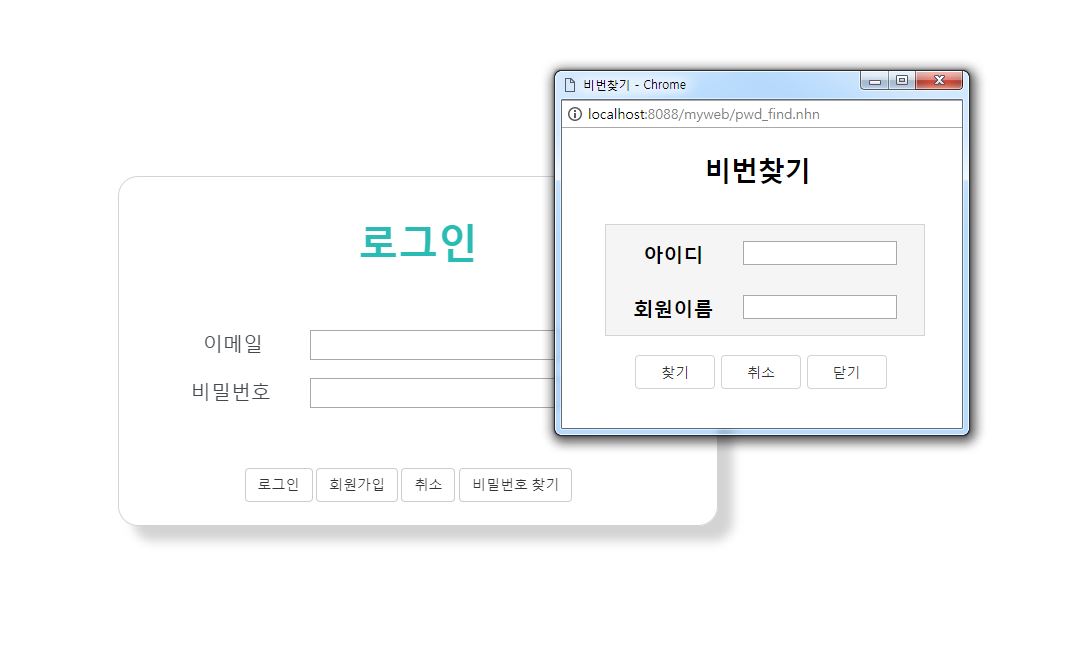 비번찾기 - Chrome
localhost:8088/myweb/pwd_find.nhn
비번찾기
아이디
회원이름
찾기 취소 닫기
로그인
이메일
비밀번호
로그인 회원가입 취소 비밀번호 찾기